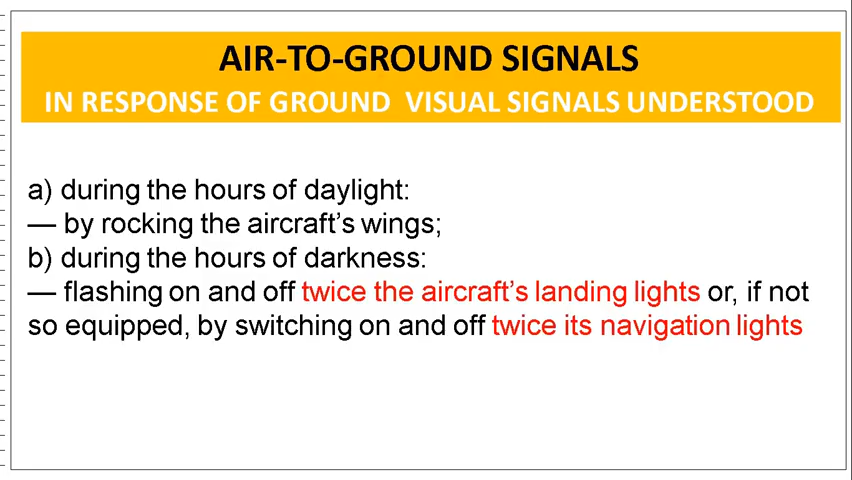 AIR-TO-GROUND SIGNALS
IN RESPONSE OF GROUND VISUAL SIGNALS UNDERSTOOD
a) during the hours of daylight:
— by rocking the aircraft’s wings;
b) during the hours of darkness:
— flashing on and off twice the aircraft’s landing lights or, if not
so equipped, by switching on and off twice its navigation lights